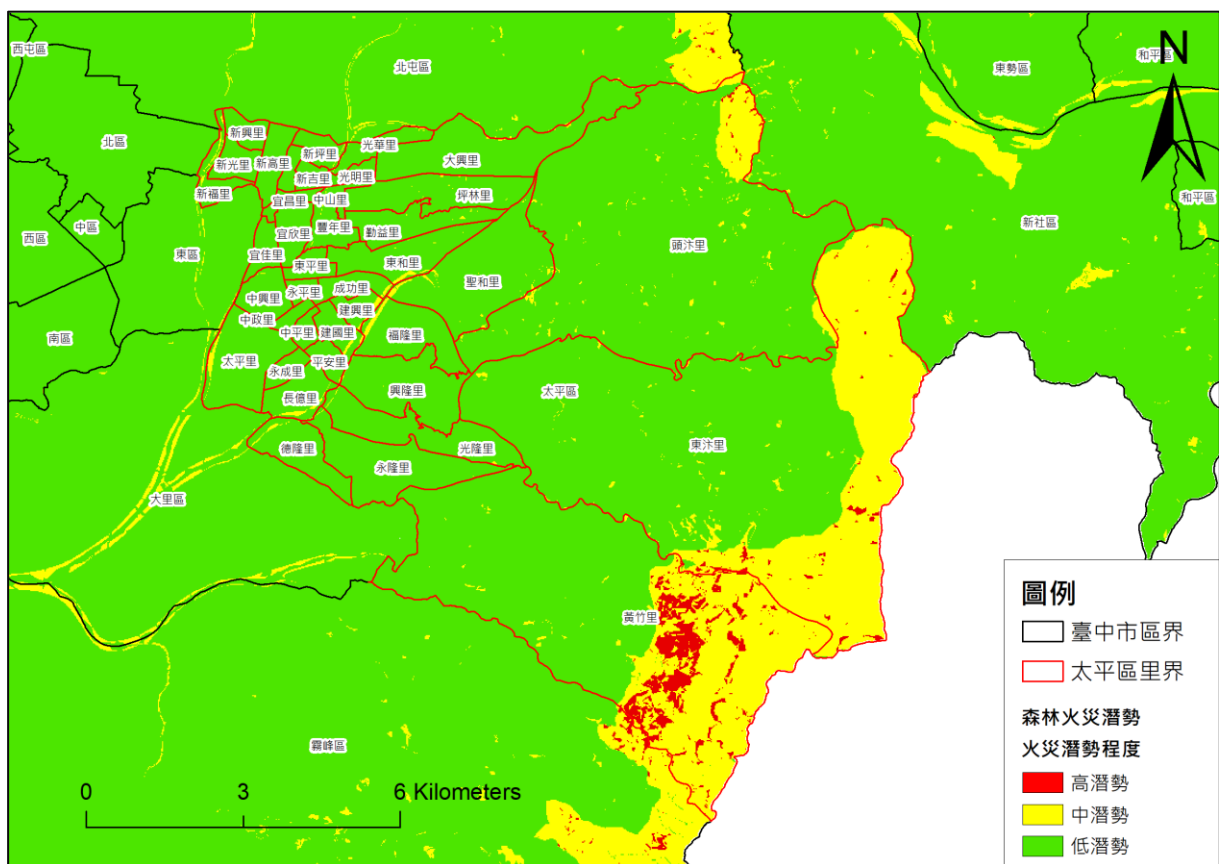 西屯區
北屯區
N
東勢區
和平區
北區
新興里
新坪里
光華里
大興里
新光里
新高里
新吉里
光明里
新福里
宜昌里
中山里
坪林里
和平區
中區
西區
東區
宜欣里
豐年里
勤益里
頭汴里
新社區
宜佳里
東平里
東和里
聖和里
中興里
永平里
成功里
建興里
中政里
中平里
建國里
福隆里
南區
太平里
永成里
平安里
興隆里
太平區
長億里
東汴里
德隆里
永隆里
光隆里
大里區
黃竹里
霧峰區
0 3 6 Kilometers
圖例
臺中市區界
太平區里界
森林火災潛勢
火災潛勢程度
高潛勢
中潛勢
低潛勢